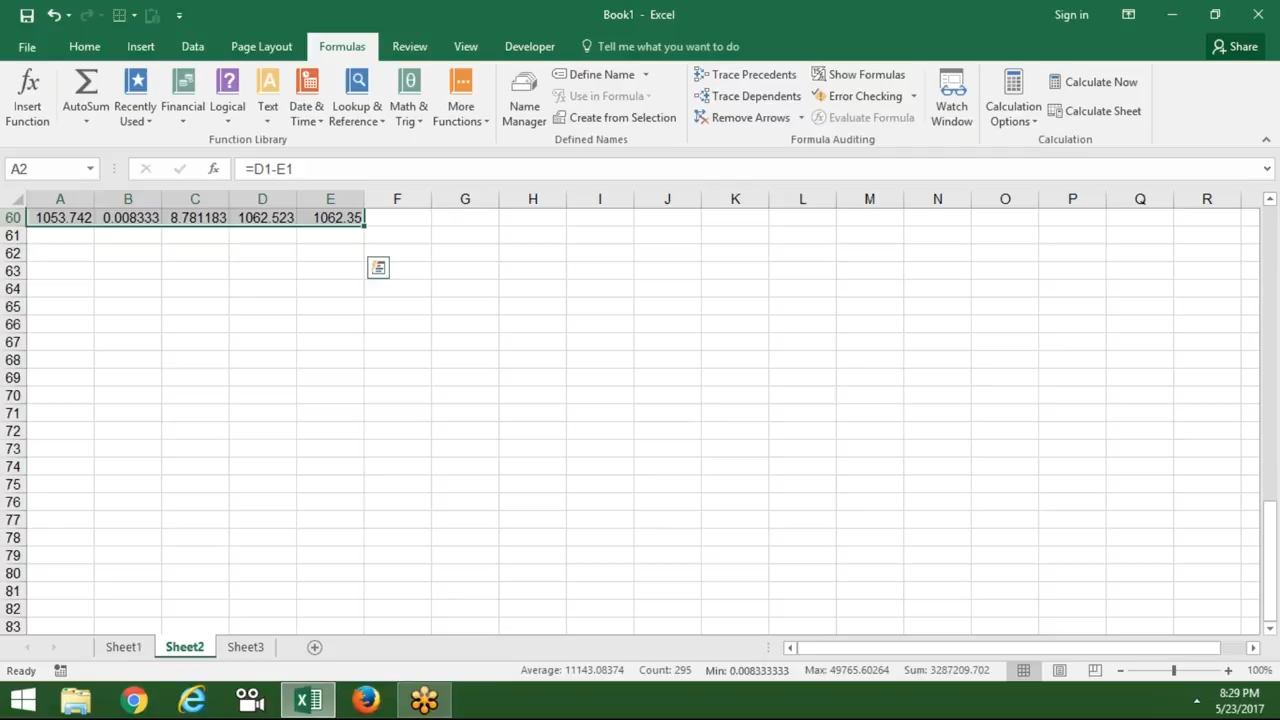 Book1 - Excel
Sign in
File Home Insert Data Page Layout Formulas Review View Developer Tell me what you want to do Share
Insert Function
AutoSum
Recently Used
Financial
Logical
Text
Date & Time
Lookup & Reference
Math & Trig
More Functions
Function Library
Name Manager
Define Name
Use in Formula
Create from Selection
Defined Names
Trace Precedents
Trace Dependents
Remove Arrows
Show Formulas
Error Checking
Evaluate Formula
Formula Auditing
Watch Window
Calculation Options
Calculate Now
Calculate Sheet
Calculation
A2 fx =D1-E1
A B C D E F G H I J K L M N O P Q R
60 1053.742 0.008333 8.781183 1062.523 1062.35
61
62
63
64
65
66
67
68
69
70
71
72
73
74
75
76
77
78
79
80
81
82
83
Sheet1 Sheet2 Sheet3
Ready Average: 11143.08374 Count: 295 Min: 0.008333333 Max: 49765.60264 Sum: 3287209.702 100%
8:29 PM
5/23/2017